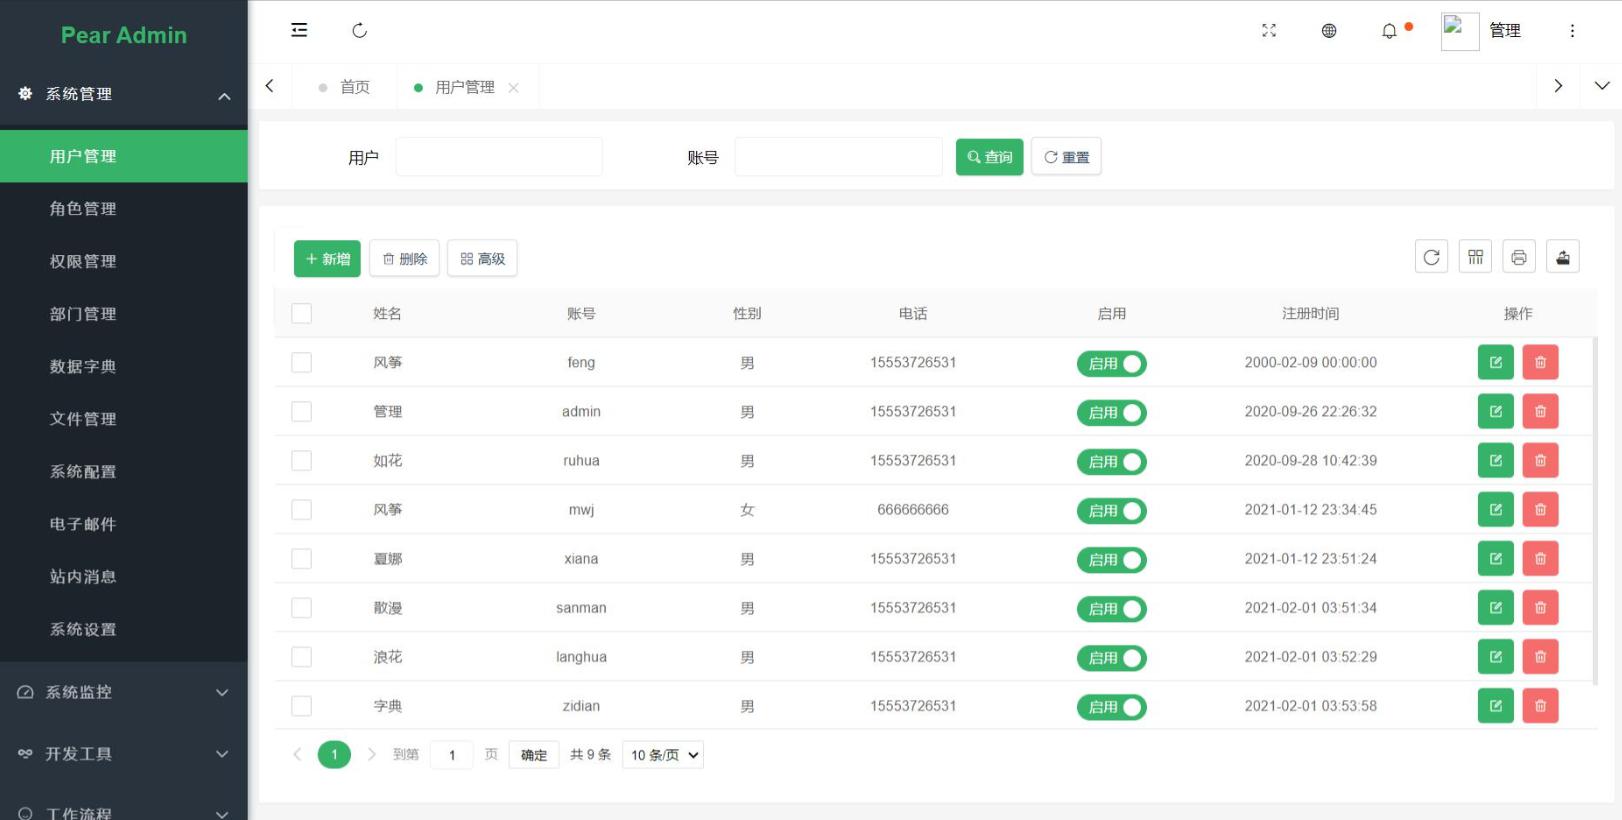 Pear Admin
管理
系统管理
首页
用户管理
用户管理
用户
账号
查询
重置
角色管理
权限管理
部门管理
数据字典
文件管理
系统配置
电子邮件
站内消息
系统设置
系统监控
开发工具
工作流程
新增
删除
高级
姓名 账号 性别 电话 启用 注册时间 操作
风筝 feng 男 15553726531 启用 2000-02-09 00:00:00
管理 admin 男 15553726531 启用 2020-09-26 22:26:32
如花 ruhua 男 15553726531 启用 2020-09-28 10:42:39
风筝 mwj 女 666666666 启用 2021-01-12 23:34:45
夏娜 xiana 男 15553726531 启用 2021-01-12 23:51:24
散漫 sanman 男 15553726531 启用 2021-02-01 03:51:34
浪花 langhua 男 15553726531 启用 2021-02-01 03:52:29
字典 zidian 男 15553726531 启用 2021-02-01 03:53:58
1 到第 1 页 确定 共 9 条 10 条/页